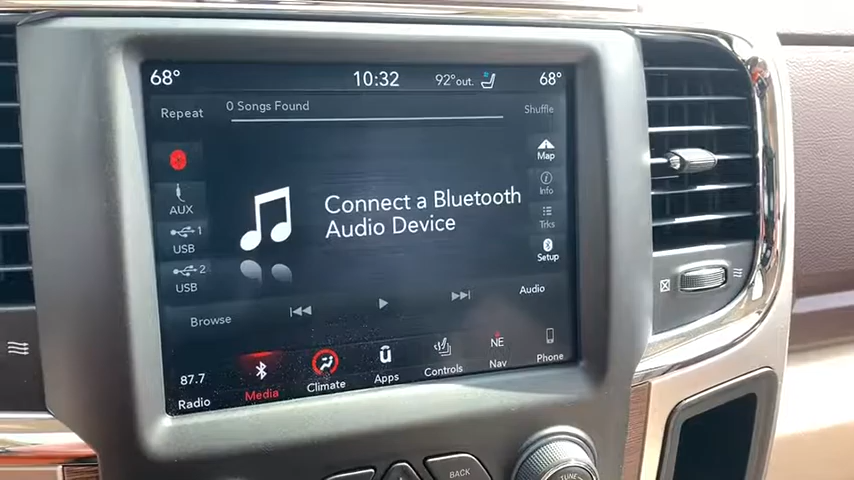 68° 10:32 92°out. 68°
Repeat 0 Songs Found Shuffle
Map
AUX Info
Connect a Bluetooth
Audio Device.
1
USB Trks
2
USB Setup
Audio
Browse
87.7 NE
Radio Media Climate Apps Controls Nav Phone
BACK
TUNE